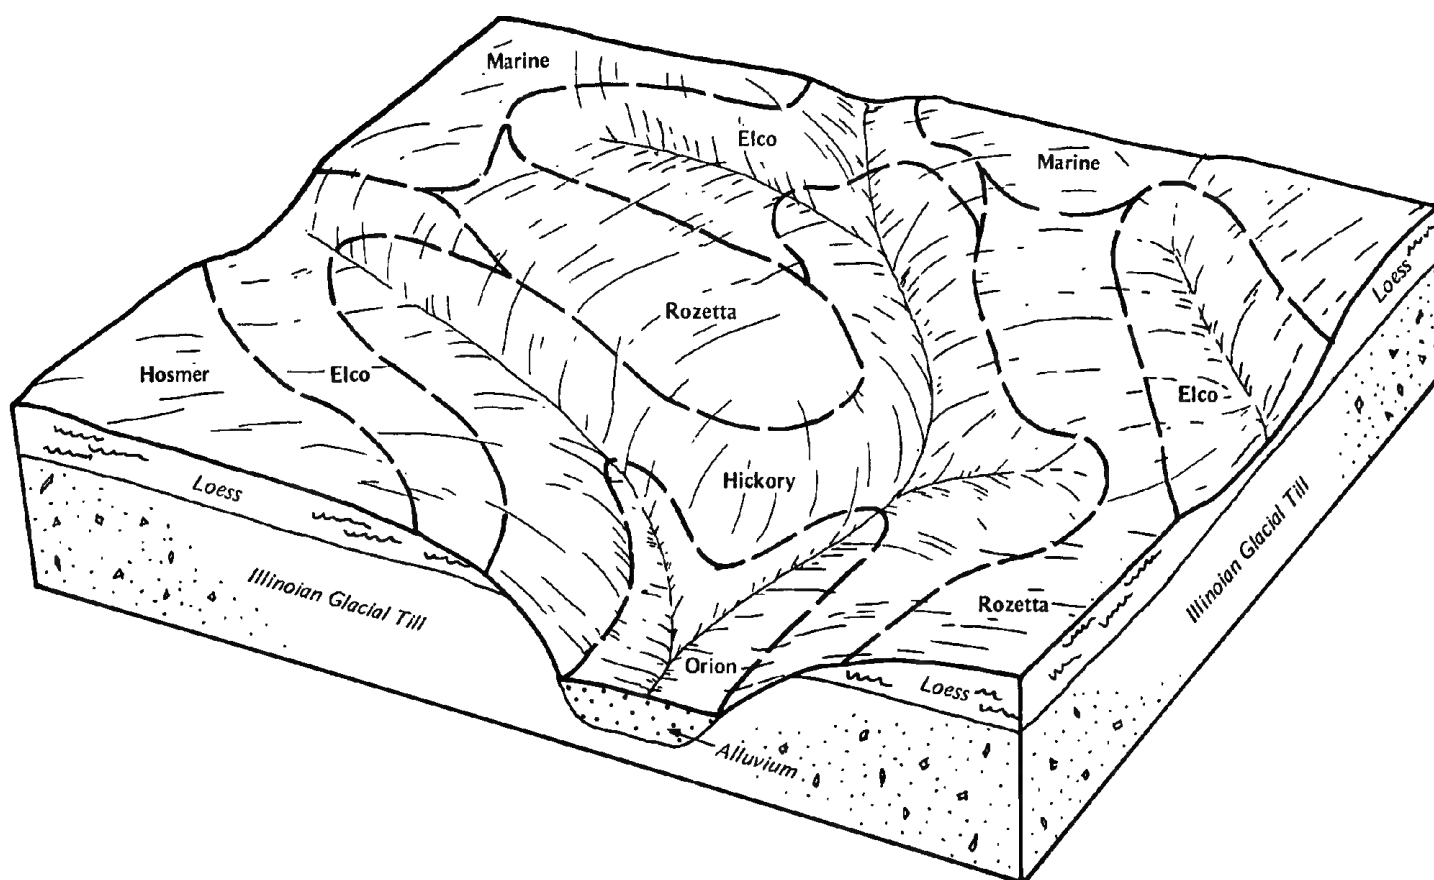 Marine
Elco
Marine
Loess
Rozetta
Hosmer
Elco
Elco
Hickory
Loess
Illinoian Glacial Till
Illinoian Glacial Till
Rozetta
Orion
Loess
Alluvium